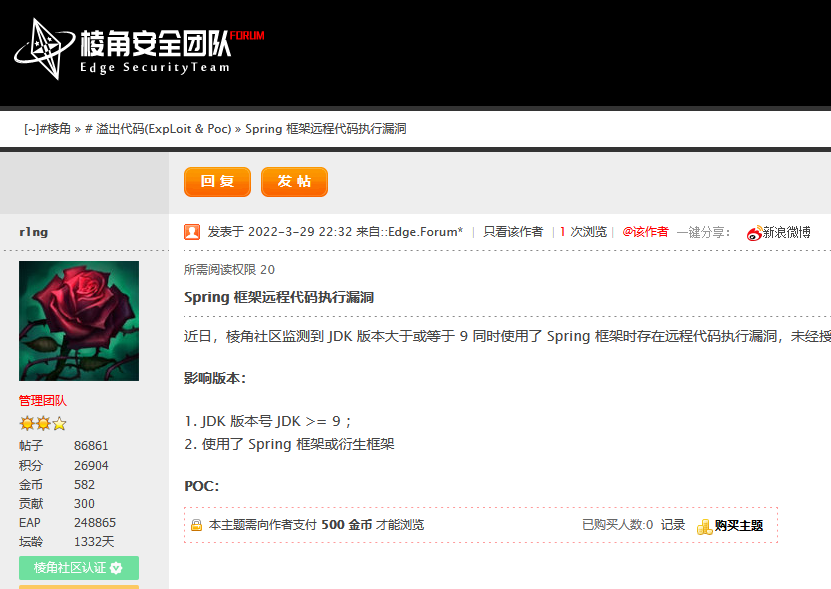 棱角安全团队FORUM
Edge SecurityTeam
[~]#棱角 » # 溢出代码(ExpLoit & Poc) » Spring 框架远程代码执行漏洞
回 复 发 帖
r1ng
发表于 2022-3-29 22:32 来自::Edge.Forum* | 只看该作者 | 1 次浏览 | @该作者 一键分享: 新浪微博
所需阅读权限 20
Spring 框架远程代码执行漏洞
近日，棱角社区监测到 JDK 版本大于或等于 9 同时使用了 Spring 框架时存在远程代码执行漏洞，未经授
影响版本：
1. JDK 版本号 JDK >= 9 ；
2. 使用了 Spring 框架或衍生框架
POC：
本主题需向作者支付 500 金币 才能浏览 已购买人数:0 记录 购买主题
管理团队
帖子 86861
积分 26904
金币 582
贡献 300
EAP 248865
坛龄 1332天
棱角社区认证